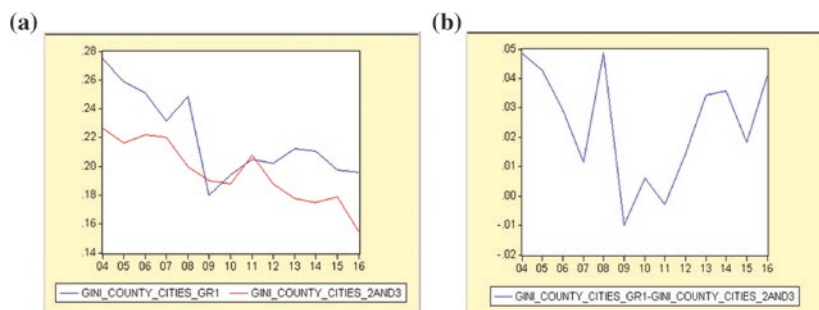 (a)
.28
.26
.24
.22
.20
.18
.16
.14
04 05 06 07 08 09 10 11 12 13 14 15 16
GINI_COUNTY_CITIES_GR1 GINI_COUNTY_CITIES_2AND3
(b)
.05
.04
.03
.02
.01
.00
-.01
-.02
04 05 06 07 08 09 10 11 12 13 14 15 16
GINI_COUNTY_CITIES_GR1-GINI_COUNTY_CITIES_2AND3